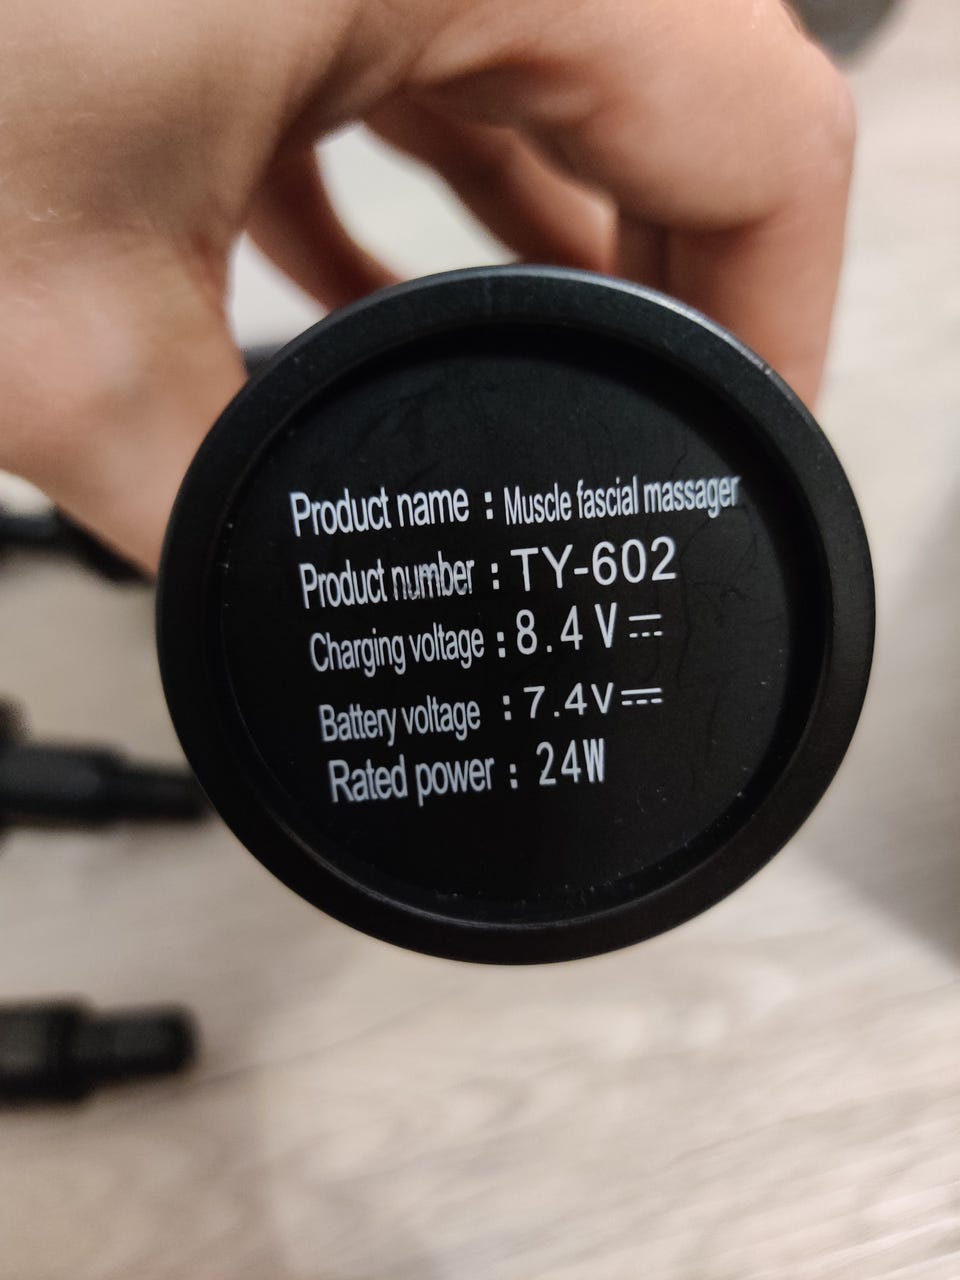 Product name : Muscle fascial massager
Product number : TY-602
Charging voltage : 8.4V⎓
Battery voltage : 7.4V⎓
Rated power : 24W